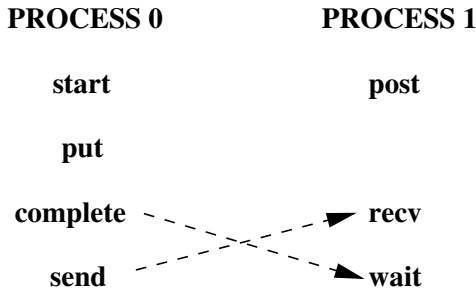 PROCESS 0 PROCESS 1
start post
put
complete recv
send wait